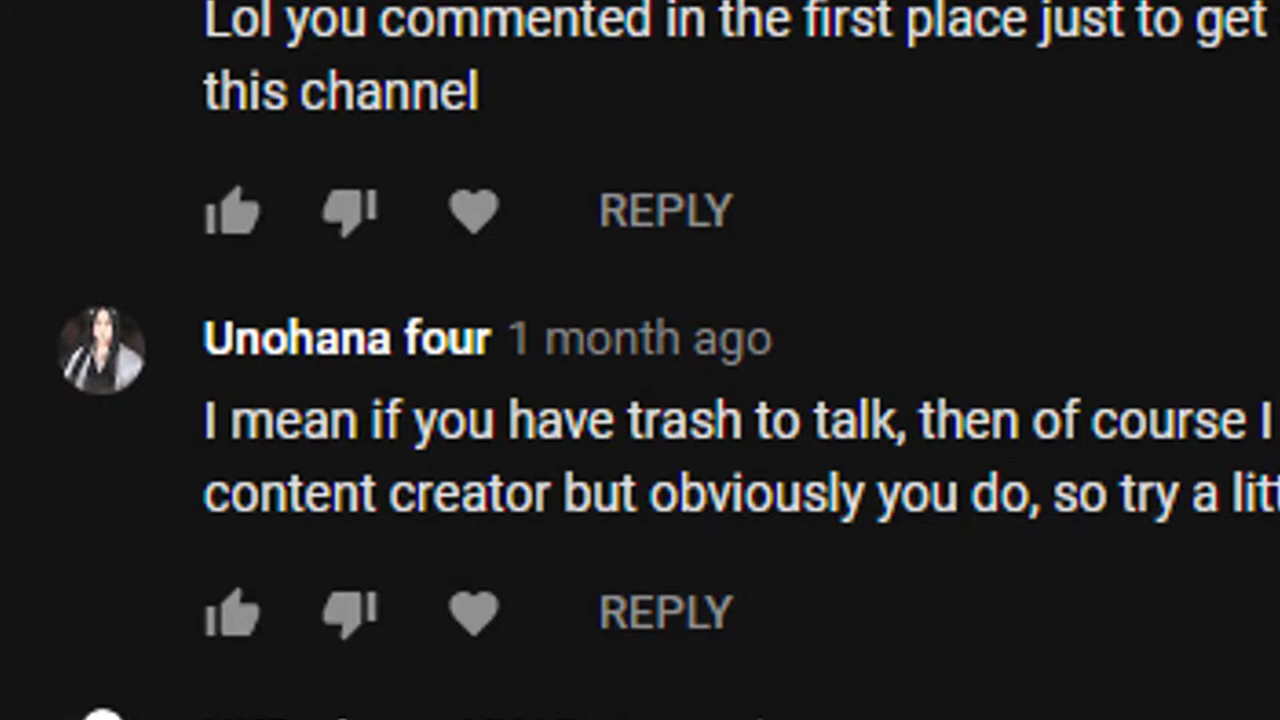 Lol you commented in the first place just to get
this channel
REPLY
Unohana four 1 month ago
I mean if you have trash to talk, then of course I
content creator but obviously you do, so try a
REPLY